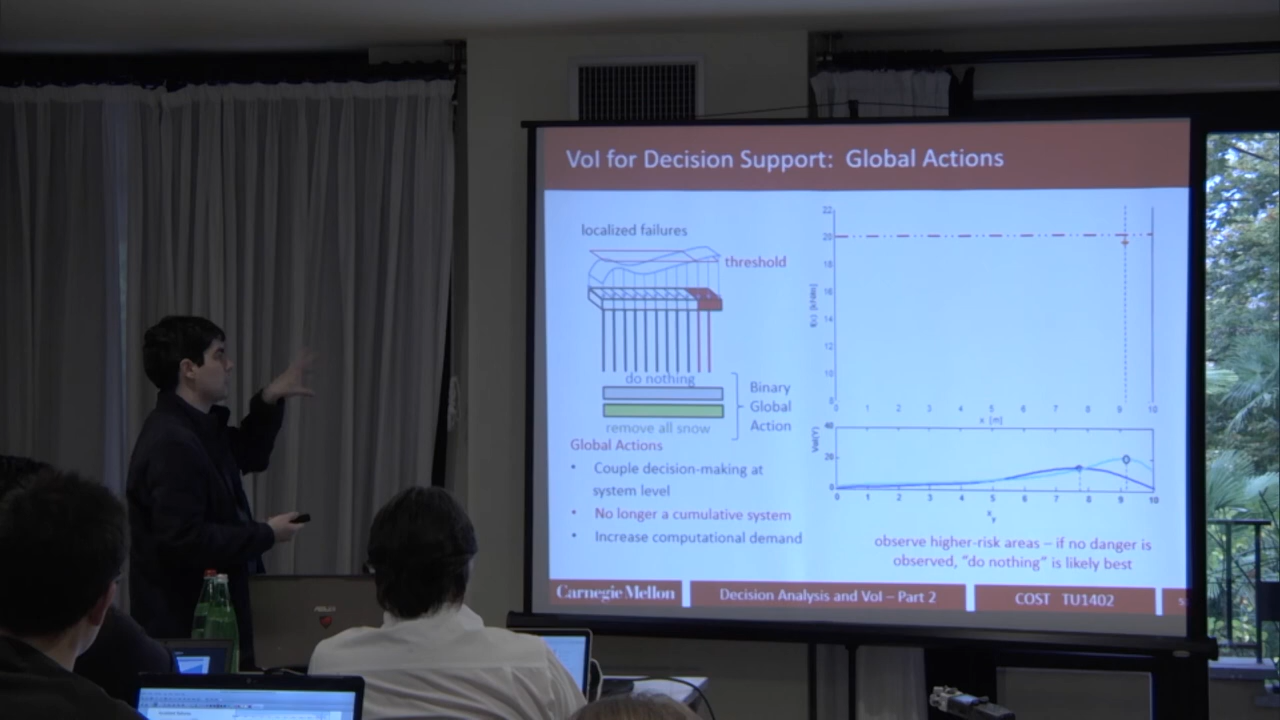 VoI for Decision Support: Global Actions
localized failures
threshold
do nothing
Binary
Global
Action
remove all snow
Global Actions
• Couple decision-making at
system level
• No longer a cumulative system
• Increase computational demand
22
20
18
16
14
12
10
8
0 1 2 3 4 5 6 7 8 9 10
x [m]
VoI(Y)
40
20
0
0 1 2 3 4 5 6 7 8 9 10
observe higher-risk areas – if no danger is
observed, "do nothing" is likely best
Carnegie Mellon
Decision Analysis and VoI – Part 2
COST TU1402
ASUS